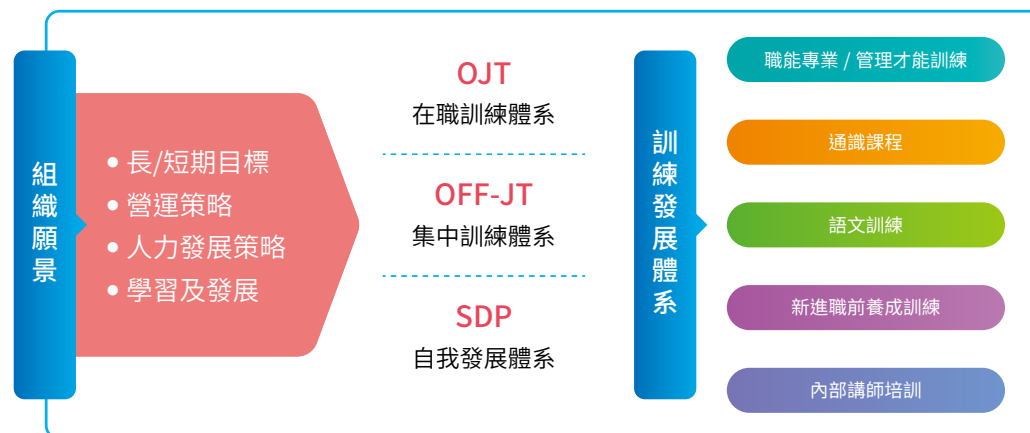 組織願景
• 長/短期目標
• 營運策略
• 人力發展策略
• 學習及發展
OJT
在職訓練體系
OFF-JT
集中訓練體系
SDP
自我發展體系
訓練發展體系
職能專業 / 管理才能訓練
通識課程
語文訓練
新進職前養成訓練
內部講師培訓